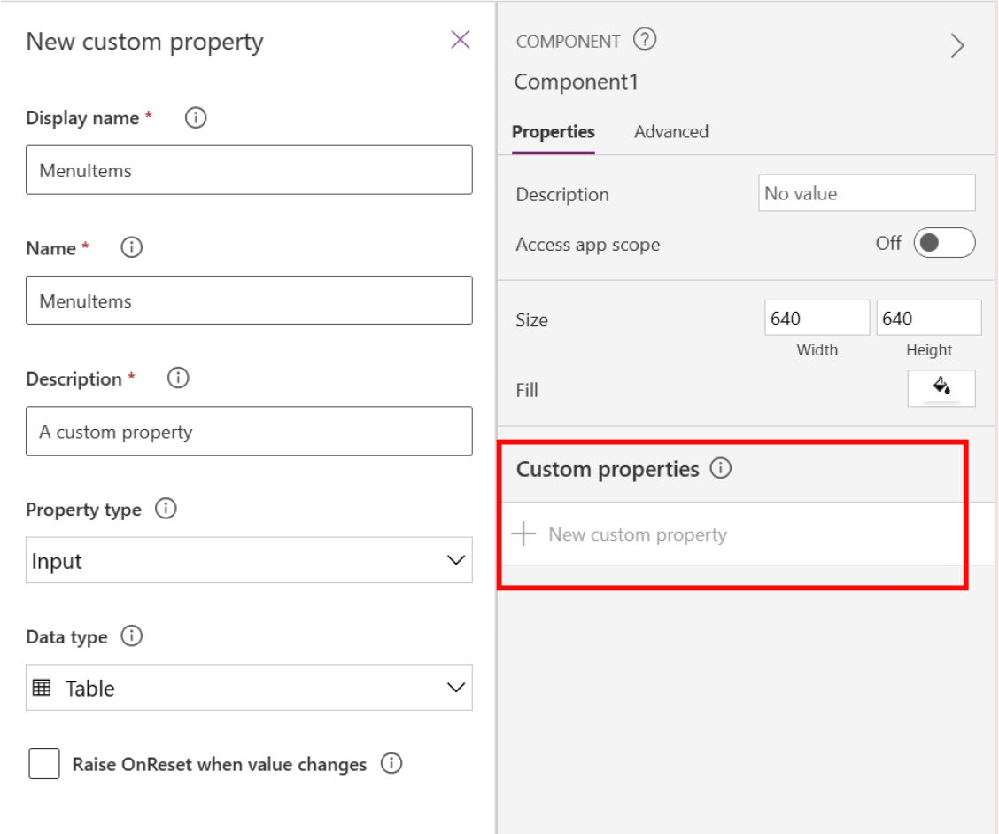 New custom property
Display name *
MenuItems
Name *
MenuItems
Description *
A custom property
Property type
Input
Data type
Table
Raise OnReset when value changes
COMPONENT
Component1
Properties Advanced
Description No value
Access app scope Off
Size 640 640
Width Height
Fill
Custom properties
New custom property